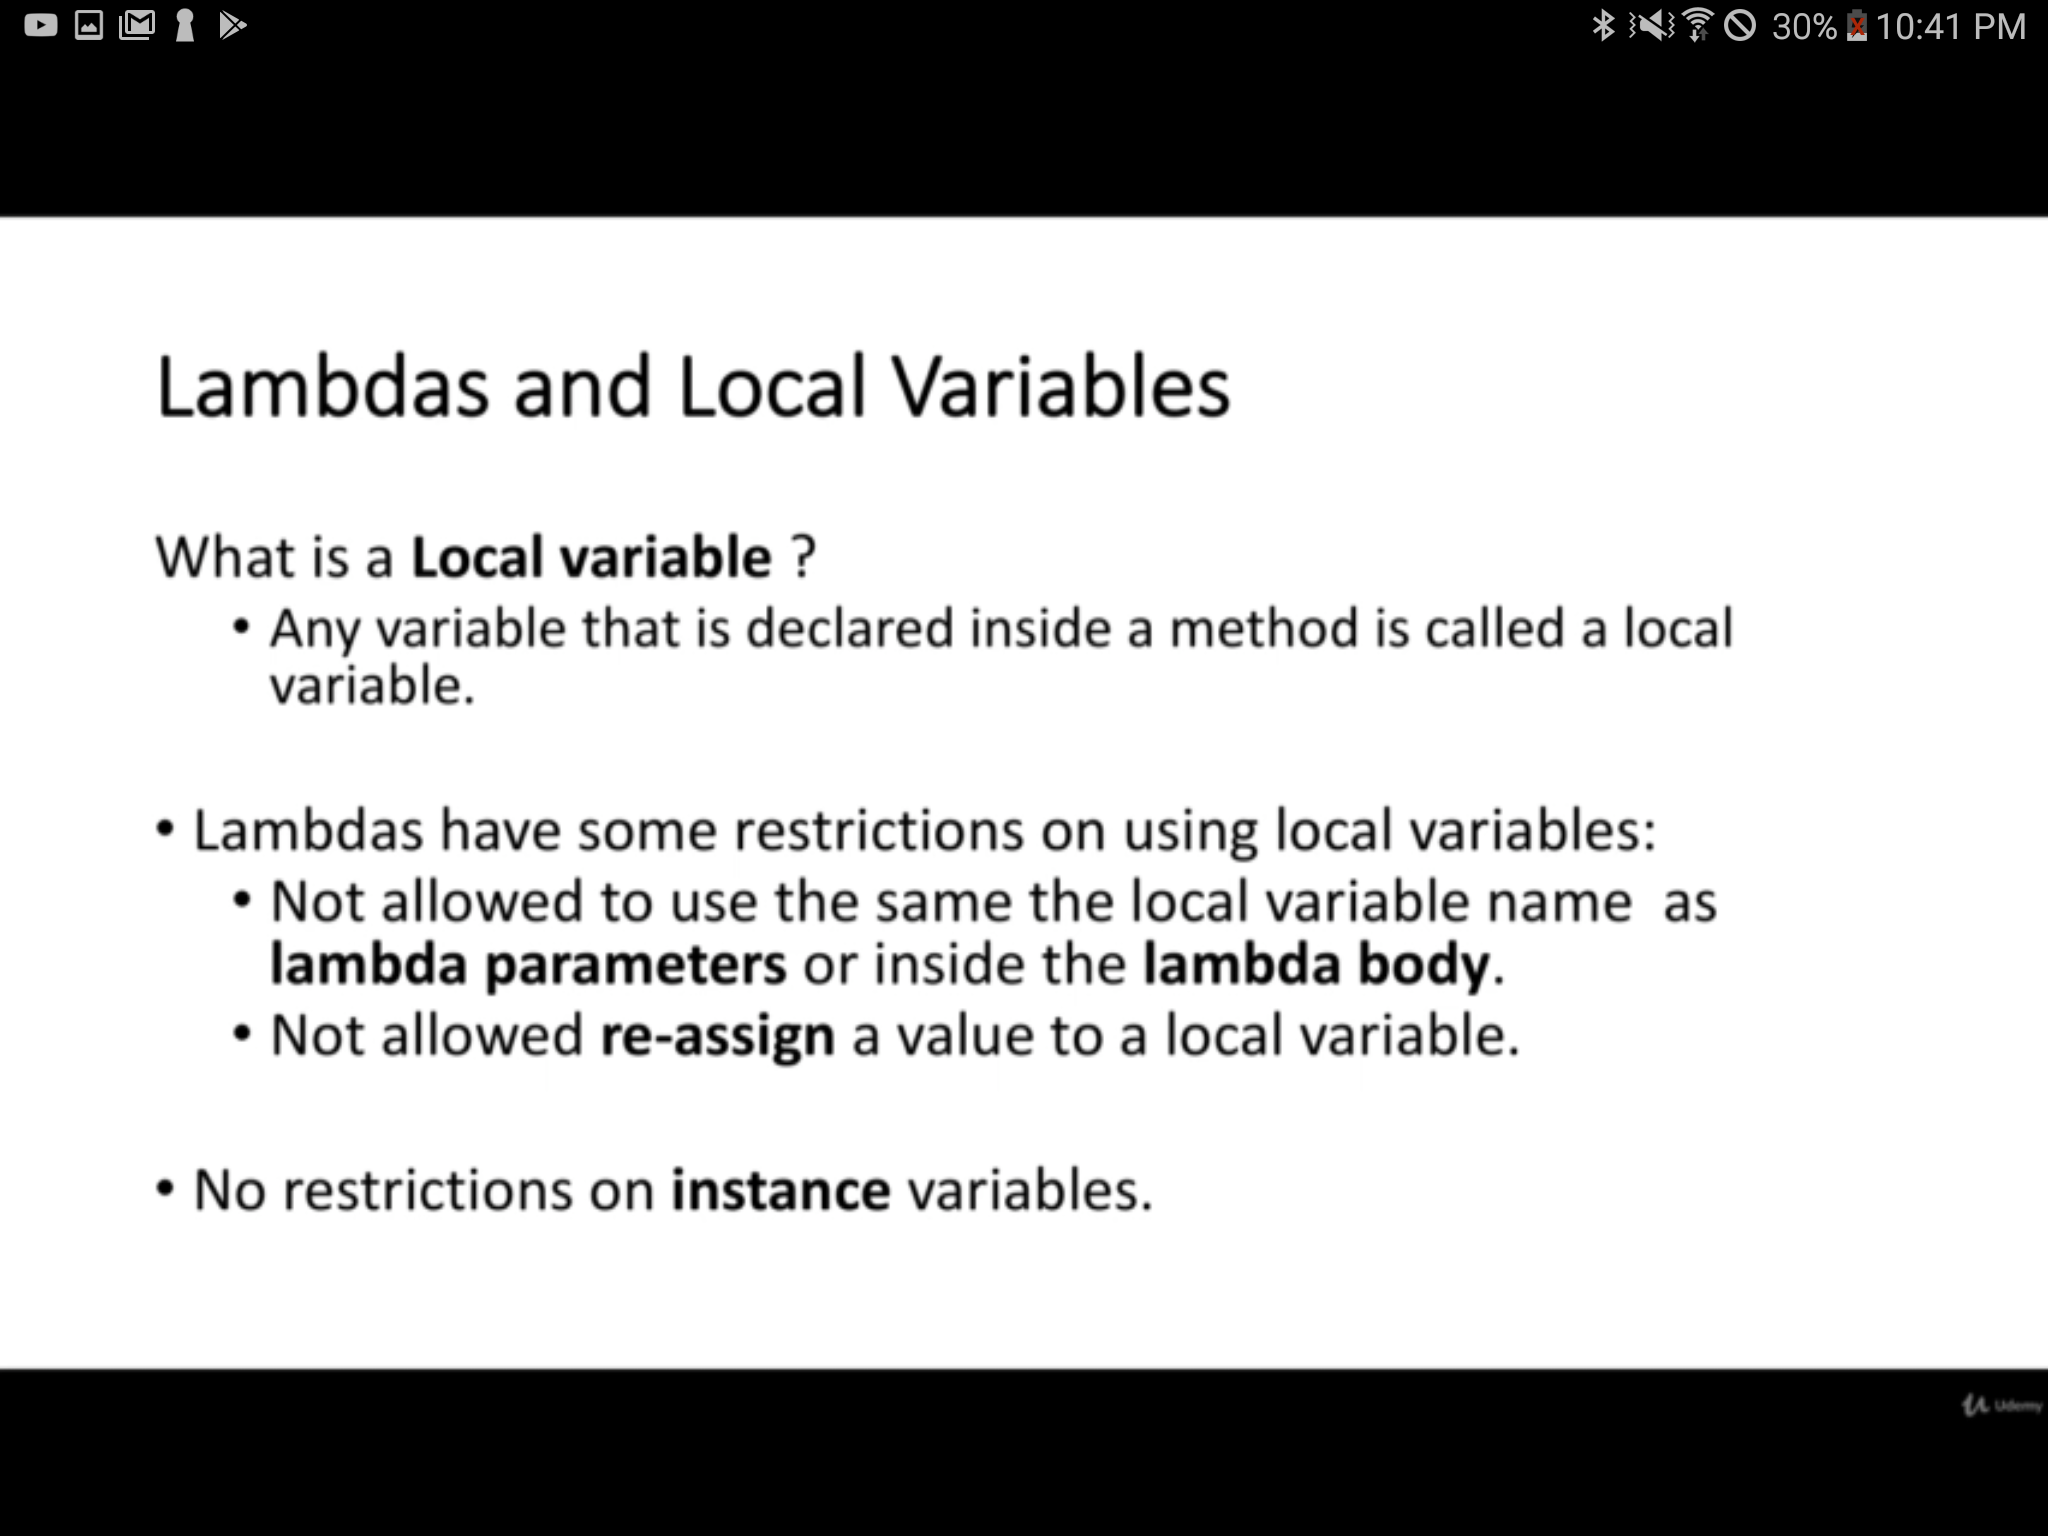 30% 10:41 PM
Lambdas and Local Variables
What is a Local variable ?
• Any variable that is declared inside a method is called a local
variable.
• Lambdas have some restrictions on using local variables:
• Not allowed to use the same the local variable name as
lambda parameters or inside the lambda body.
• Not allowed re-assign a value to a local variable.
• No restrictions on instance variables.
Udemy